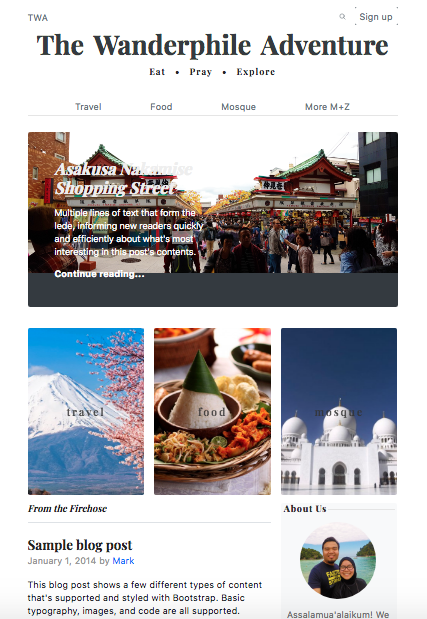 TWA
Sign up
The Wanderphile Adventure
Eat • Pray • Explore
Travel Food Mosque More M+Z
Asakusa Nakamise
Shopping Street
Multiple lines of text that form the
lede, informing new readers quickly
and efficiently about what's most
interesting in this post's contents.
Continue reading...
travel
food
mosque
From the Firehose
About Us
Sample blog post
January 1, 2014 by Mark
This blog post shows a few different types of content
that's supported and styled with Bootstrap. Basic
typography, images, and code are all supported.
Assalamua'alaikum! We